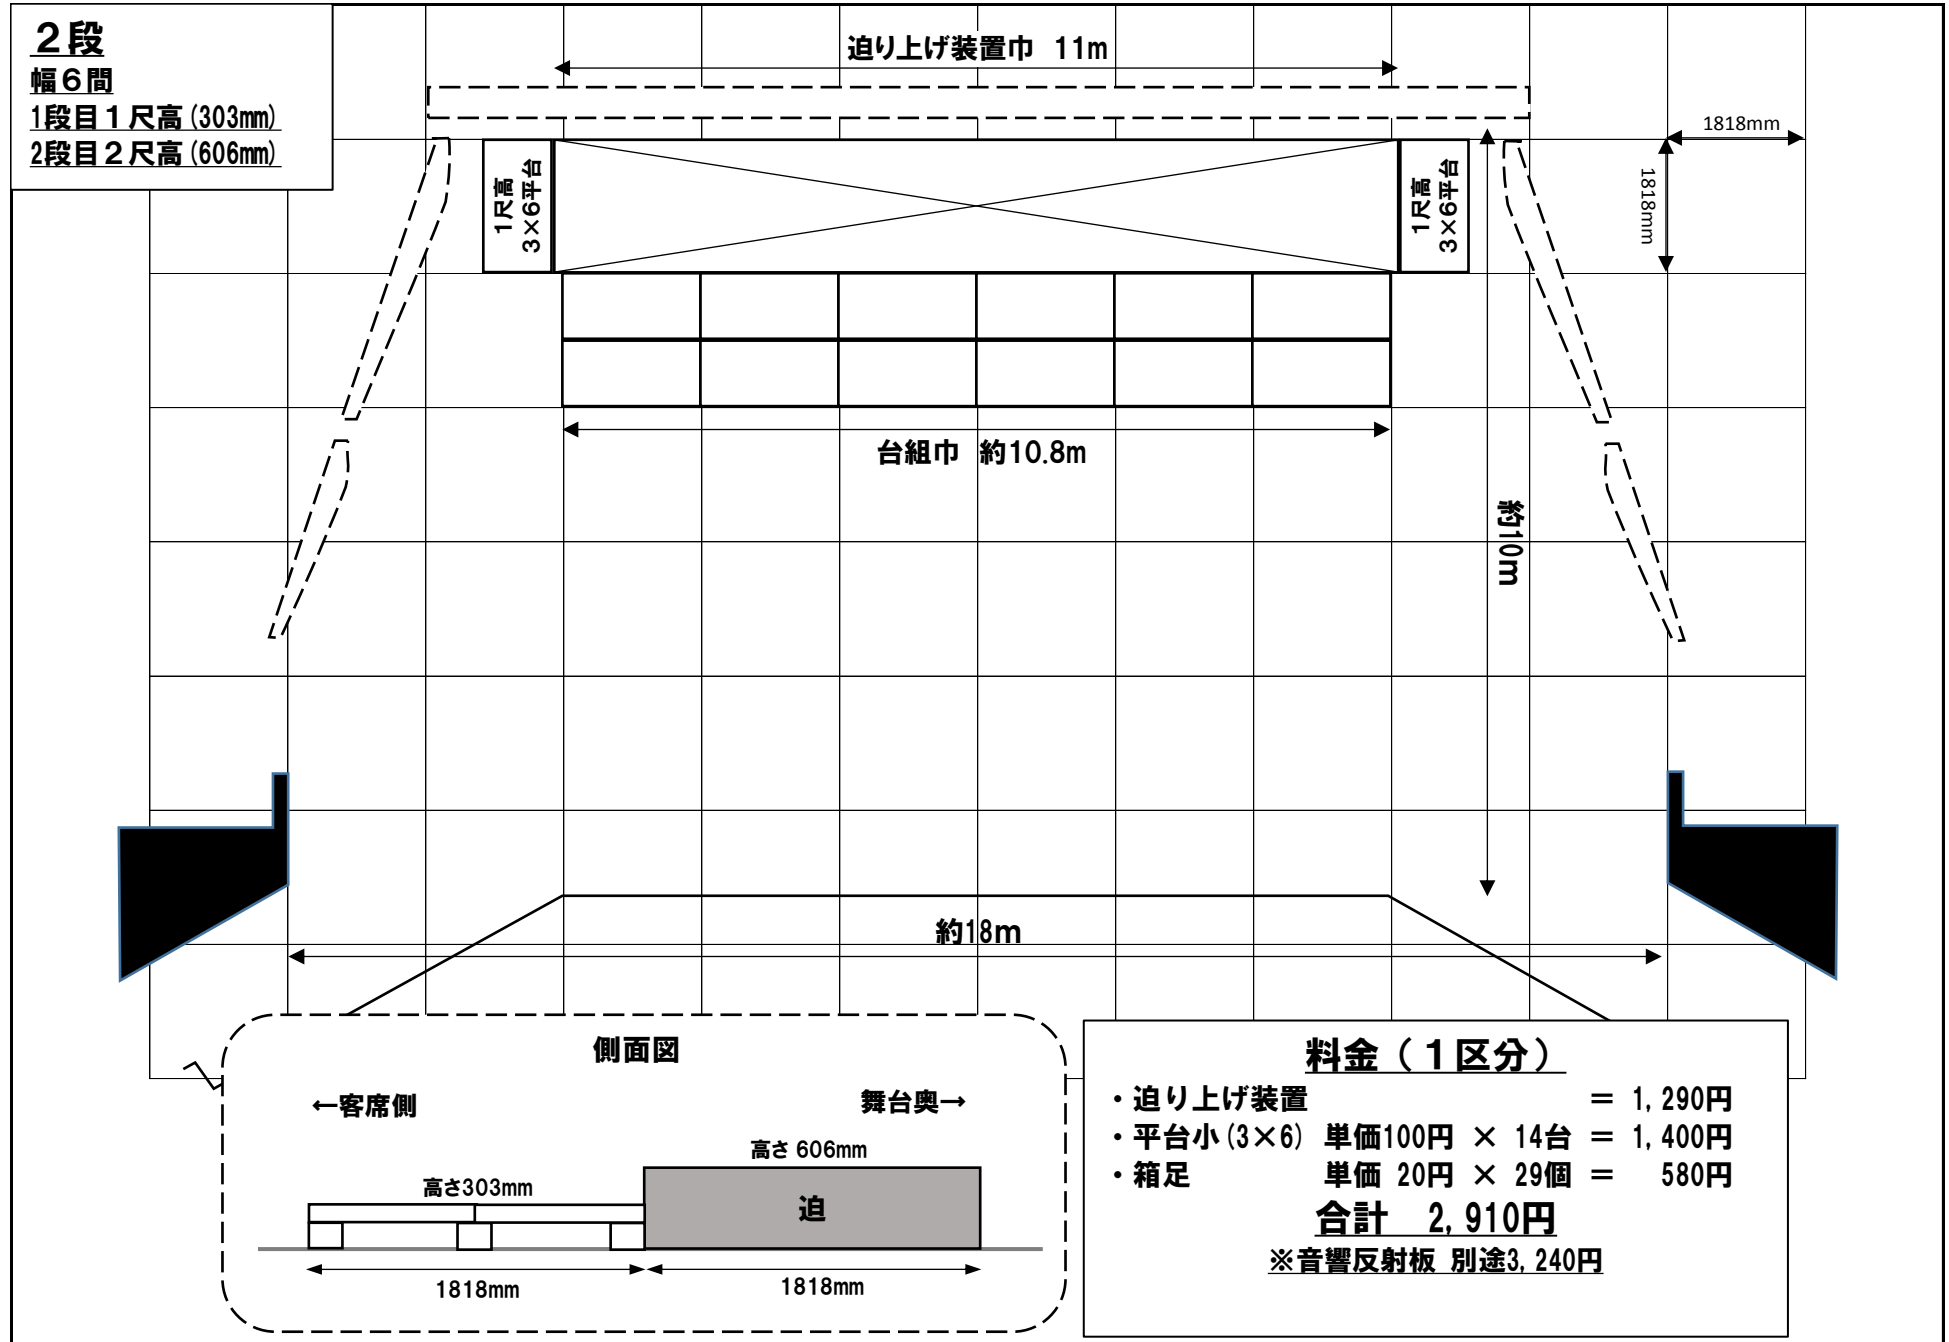 ２段
幅６間
1段目１尺高(303mm)
2段目２尺高(606mm)
迫り上げ装置巾 11m
1818mm
1818mm
1尺高
3×6平台
1尺高
3×6平台
台組巾 約10.8m
約10m
約18m
側面図
←客席側
舞台奥→
高さ 606mm
高さ303mm
迫
1818mm
1818mm
料金（１区分）
・迫り上げ装置 ＝ 1,290円
・平台小(3×6) 単価100円 × 14台 ＝ 1,400円
・箱足 単価 20円 × 29個 ＝ 580円
合計 2,910円
※音響反射板 別途3,240円